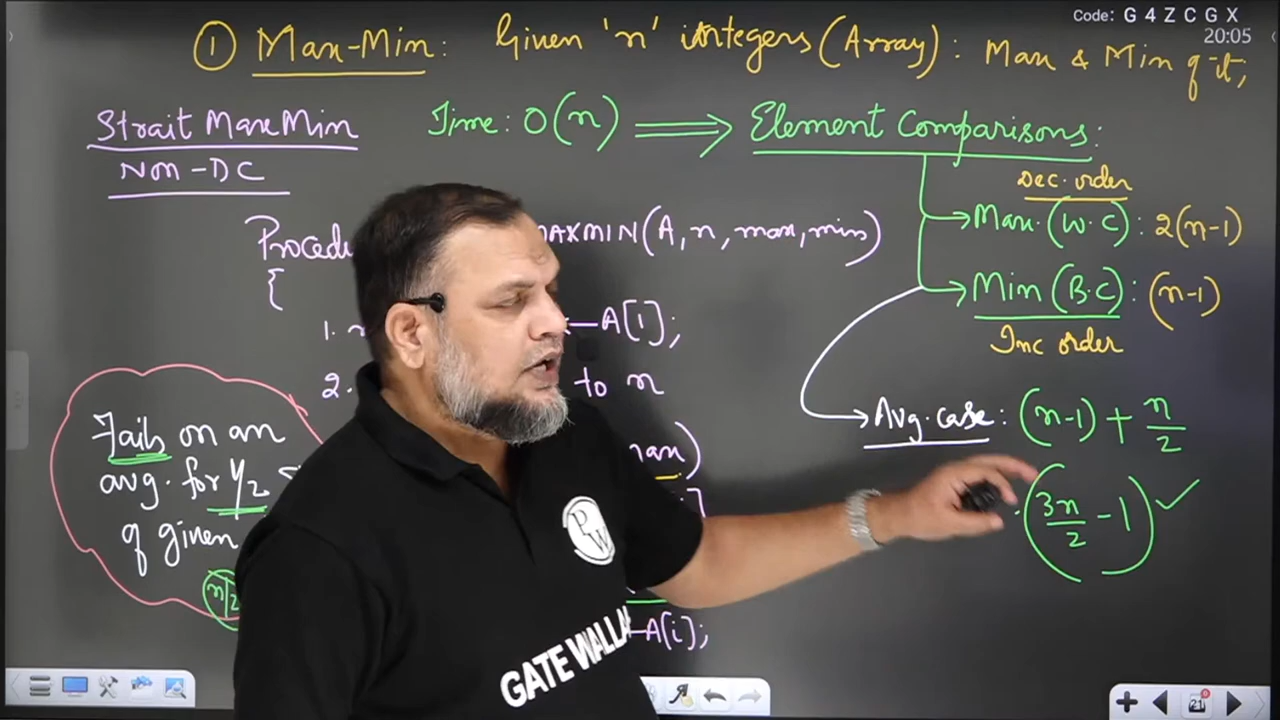 Code: G 4 Z C G X
20:05
① Max-Min: Given 'n' integers (Array): Max & Min of it;
Strait MaxMin
Non-DC
Time: O(n) ⟹ Element Comparisons:
Dec. order
Max. (W.C): 2(n-1)
Min (B.C): (n-1)
Inc order
Avg. case: (n-1) + n/2
(3n/2 - 1) ✓
MAXMIN(A, n, max, min)
{
1.
←A[1];
2.
to n
max)
←A[i];
Fails on an
avg. for 1/2
of given
n/2
PW
GATE WALLAH
21